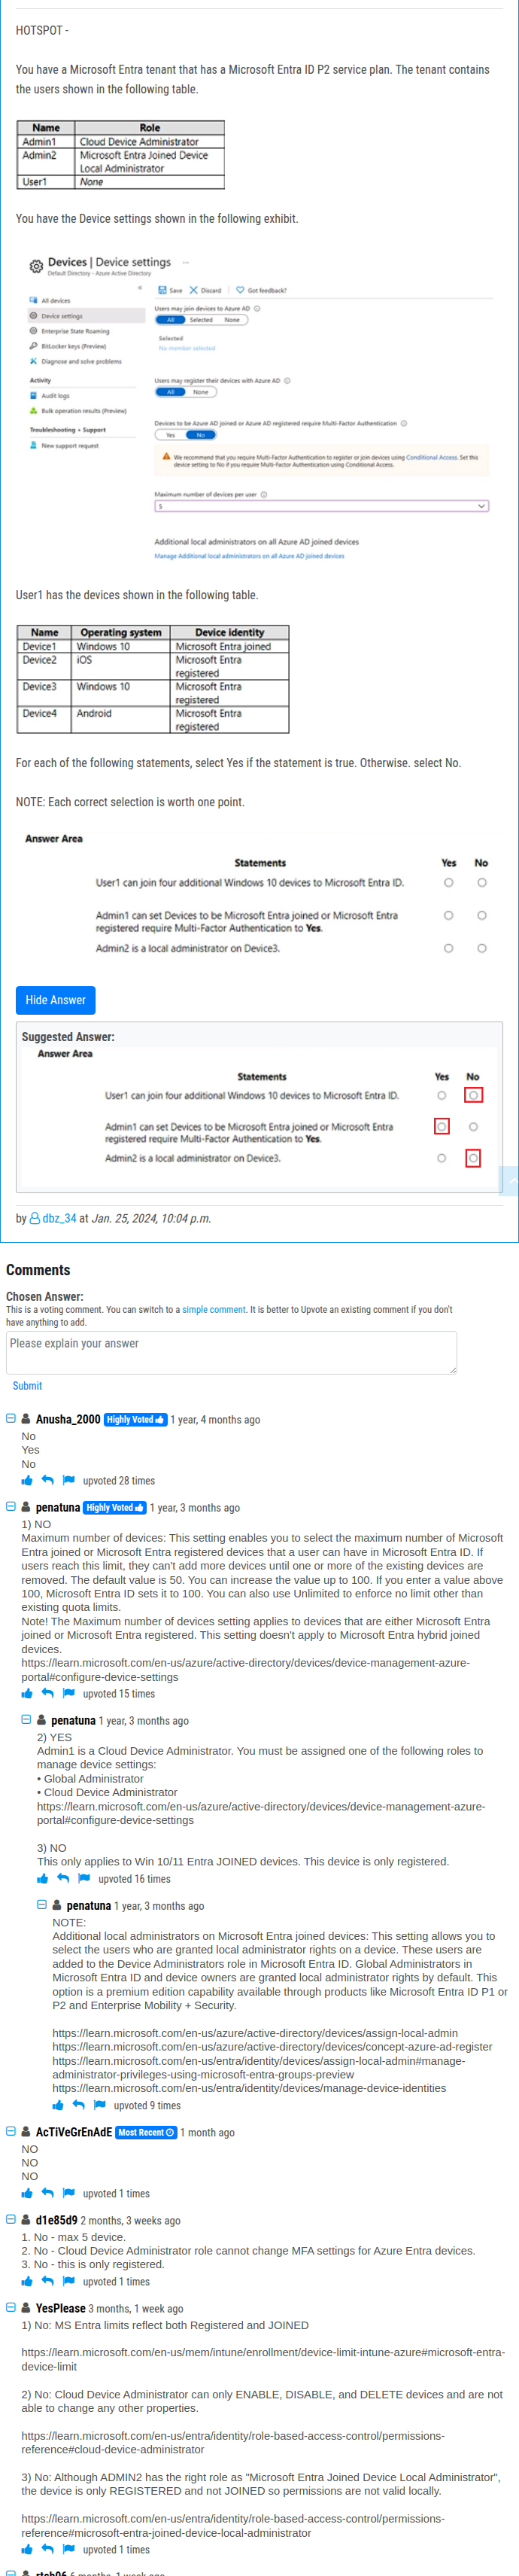 HOTSPOT -
You have a Microsoft Entra tenant that has a Microsoft Entra ID P2 service plan. The tenant contains
the users shown in the following table.
Name Role
Admin1 Cloud Device Administrator
Admin2 Microsoft Entra Joined Device
Local Administrator
User1 None
You have the Device settings shown in the following exhibit.
Devices | Device settings ...
Default Directory - Azure Active Directory
«
Save Discard Got feedback?
All devices
Device settings
Enterprise State Roaming
BitLocker keys (Preview)
Diagnose and solve problems
Activity
Audit logs
Bulk operation results (Preview)
Troubleshooting + Support
New support request
Users may join devices to Azure AD
All Selected None
Selected
No member selected
Users may register their devices with Azure AD
All None
Devices to be Azure AD joined or Azure AD registered require Multi-Factor Authentication
Yes No
We recommend that you require Multi-Factor Authentication to register or join devices using Conditional Access. Set this
device setting to No if you require Multi-Factor Authentication using Conditional Access.
Maximum number of devices per user
5
Additional local administrators on all Azure AD joined devices
Manage Additional local administrators on all Azure AD joined devices
User1 has the devices shown in the following table.
Name Operating system Device identity
Device1 Windows 10 Microsoft Entra joined
Device2 iOS Microsoft Entra
registered
Device3 Windows 10 Microsoft Entra
registered
Device4 Android Microsoft Entra
registered
For each of the following statements, select Yes if the statement is true. Otherwise. select No.
NOTE: Each correct selection is worth one point.
Answer Area
Statements Yes No
User1 can join four additional Windows 10 devices to Microsoft Entra ID.
Admin1 can set Devices to be Microsoft Entra joined or Microsoft Entra
registered require Multi-Factor Authentication to Yes.
Admin2 is a local administrator on Device3.
Hide Answer
Suggested Answer:
Answer Area
Statements Yes No
User1 can join four additional Windows 10 devices to Microsoft Entra ID.
Admin1 can set Devices to be Microsoft Entra joined or Microsoft Entra
registered require Multi-Factor Authentication to Yes.
Admin2 is a local administrator on Device3.
by dbz_34 at Jan. 25, 2024, 10:04 p.m.
Comments
Chosen Answer:
This is a voting comment. You can switch to a simple comment. It is better to Upvote an existing comment if you don't
have anything to add.
Please explain your answer
Submit
Anusha_2000 Highly Voted 1 year, 4 months ago
No
Yes
No
upvoted 28 times
penatuna Highly Voted 1 year, 3 months ago
1) NO
Maximum number of devices: This setting enables you to select the maximum number of Microsoft
Entra joined or Microsoft Entra registered devices that a user can have in Microsoft Entra ID. If
users reach this limit, they can't add more devices until one or more of the existing devices are
removed. The default value is 50. You can increase the value up to 100. If you enter a value above
100, Microsoft Entra ID sets it to 100. You can also use Unlimited to enforce no limit other than
existing quota limits.
Note! The Maximum number of devices setting applies to devices that are either Microsoft Entra
joined or Microsoft Entra registered. This setting doesn't apply to Microsoft Entra hybrid joined
devices.
https://learn.microsoft.com/en-us/azure/active-directory/devices/device-management-azure-
portal#configure-device-settings
upvoted 15 times
penatuna 1 year, 3 months ago
2) YES
Admin1 is a Cloud Device Administrator. You must be assigned one of the following roles to
manage device settings:
• Global Administrator
• Cloud Device Administrator
https://learn.microsoft.com/en-us/azure/active-directory/devices/device-management-azure-
portal#configure-device-settings
3) NO
This only applies to Win 10/11 Entra JOINED devices. This device is only registered.
upvoted 16 times
penatuna 1 year, 3 months ago
NOTE:
Additional local administrators on Microsoft Entra joined devices: This setting allows you to
select the users who are granted local administrator rights on a device. These users are
added to the Device Administrators role in Microsoft Entra ID. Global Administrators in
Microsoft Entra ID and device owners are granted local administrator rights by default. This
option is a premium edition capability available through products like Microsoft Entra ID P1 or
P2 and Enterprise Mobility + Security.
https://learn.microsoft.com/en-us/azure/active-directory/devices/assign-local-admin
https://learn.microsoft.com/en-us/azure/active-directory/devices/concept-azure-ad-register
https://learn.microsoft.com/en-us/entra/identity/devices/assign-local-admin#manage-
administrator-privileges-using-microsoft-entra-groups-preview
https://learn.microsoft.com/en-us/entra/identity/devices/manage-device-identities
upvoted 9 times
AcTiVeGrEnAdE Most Recent 1 month ago
NO
NO
NO
upvoted 1 times
d1e85d9 2 months, 3 weeks ago
1. No - max 5 device.
2. No - Cloud Device Administrator role cannot change MFA settings for Azure Entra devices.
3. No - this is only registered.
upvoted 1 times
YesPlease 3 months, 1 week ago
1) No: MS Entra limits reflect both Registered and JOINED
https://learn.microsoft.com/en-us/mem/intune/enrollment/device-limit-intune-azure#microsoft-entra-
device-limit
2) No: Cloud Device Administrator can only ENABLE, DISABLE, and DELETE devices and are not
able to change any other properties.
https://learn.microsoft.com/en-us/entra/identity/role-based-access-control/permissions-
reference#cloud-device-administrator
3) No: Although ADMIN2 has the right role as "Microsoft Entra Joined Device Local Administrator",
the device is only REGISTERED and not JOINED so permissions are not valid locally.
https://learn.microsoft.com/en-us/entra/identity/role-based-access-control/permissions-
reference#microsoft-entra-joined-device-local-administrator
upvoted 1 times